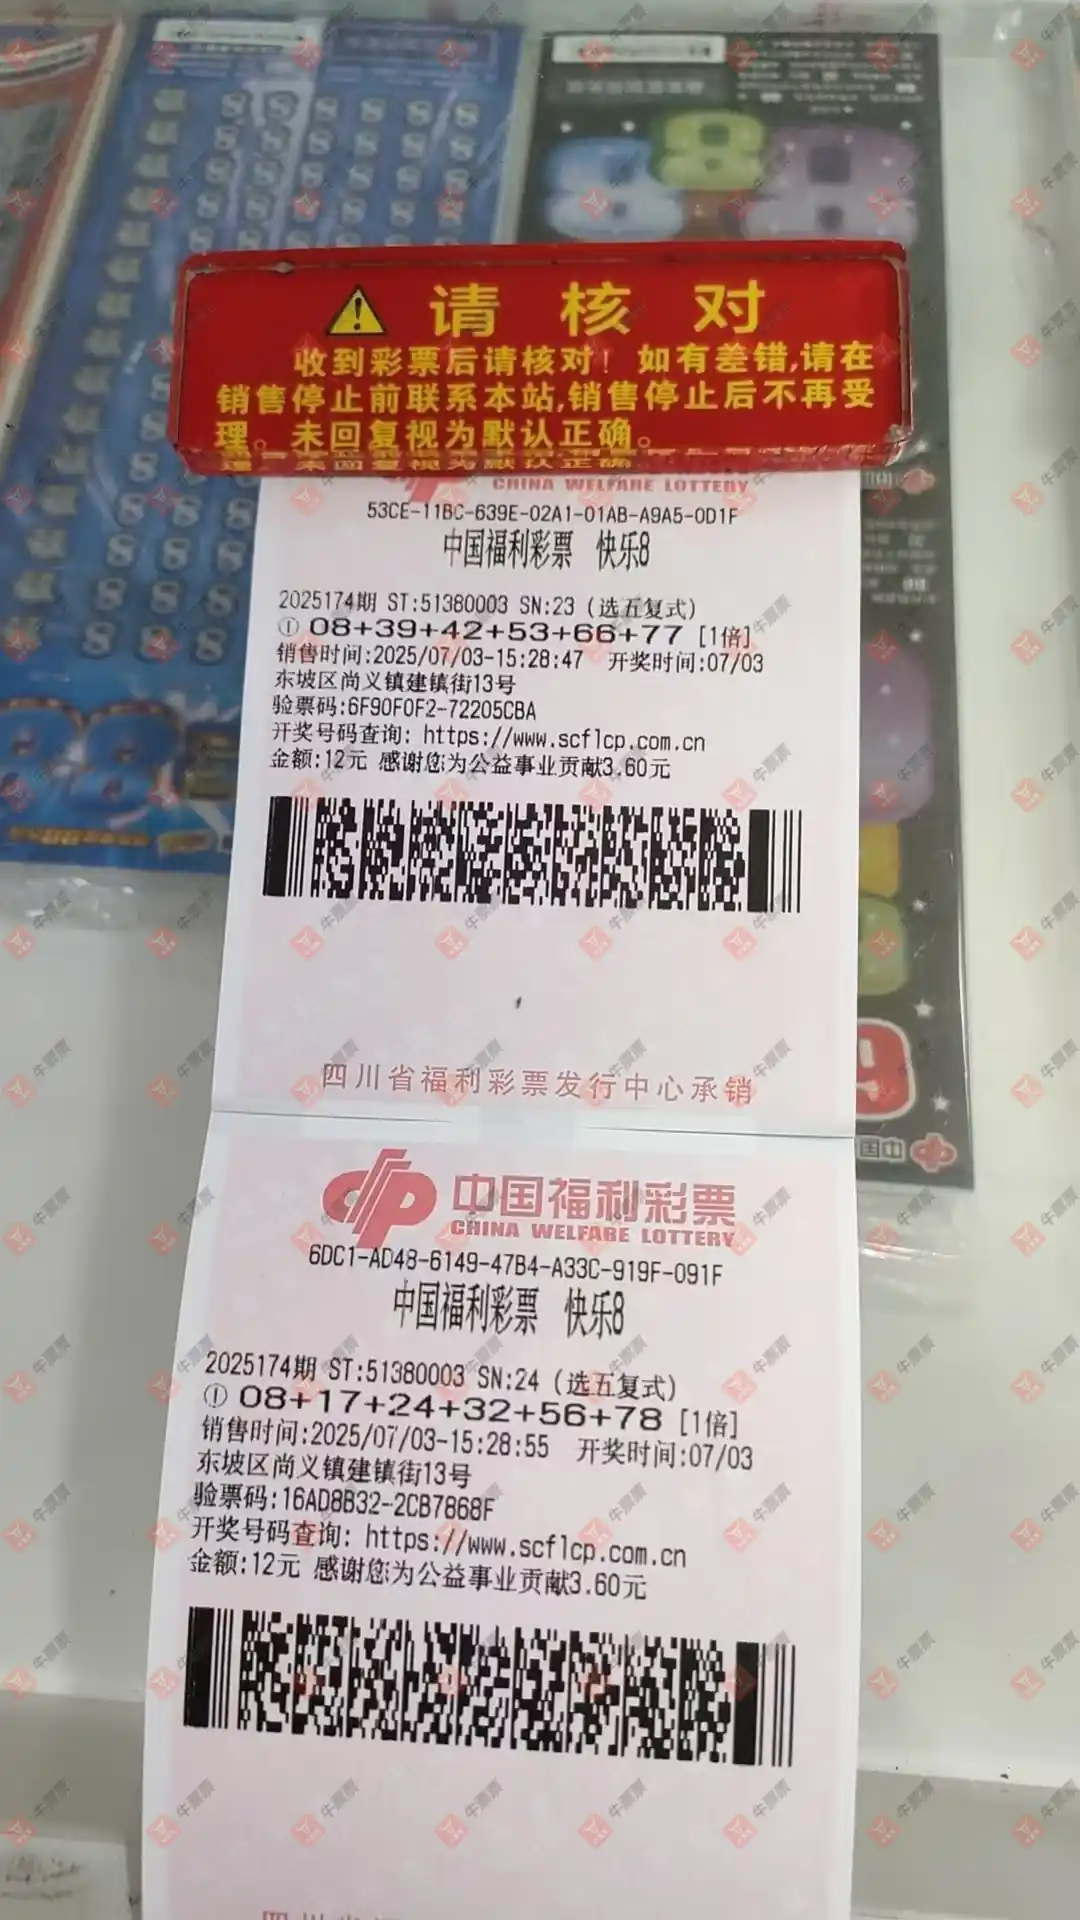 请核对
收到彩票后请核对！如有差错,请在
销售停止前联系本站,销售停止后不再受
理。未回复视为默认正确。
CHINA WELFARE LOTTERY
53CE-11BC-639E-02A1-01AB-A9A5-0D1F
中国福利彩票 快乐8
2025174期 ST:51380003 SN:23 (选五复式)
① 08+39+42+53+66+77 [1倍]
销售时间:2025/07/03-15:28:47 开奖时间:07/03
东坡区尚义镇建镇街13号
验票码:6F90F0F2-72205CBA
开奖号码查询: https://www.scflcp.com.cn
金额:12元 感谢您为公益事业贡献3.60元
四川省福利彩票发行中心承销
中国福利彩票
CHINA WELFARE LOTTERY
6DC1-AD48-6149-47B4-A33C-919F-091F
中国福利彩票 快乐8
2025174期 ST:51380003 SN:24 (选五复式)
① 08+17+24+32+56+78 [1倍]
销售时间:2025/07/03-15:28:55 开奖时间:07/03
东坡区尚义镇建镇街13号
验票码:16AD8B32-2CB7868F
开奖号码查询: https://www.scflcp.com.cn
金额:12元 感谢您为公益事业贡献3.60元
牛票票